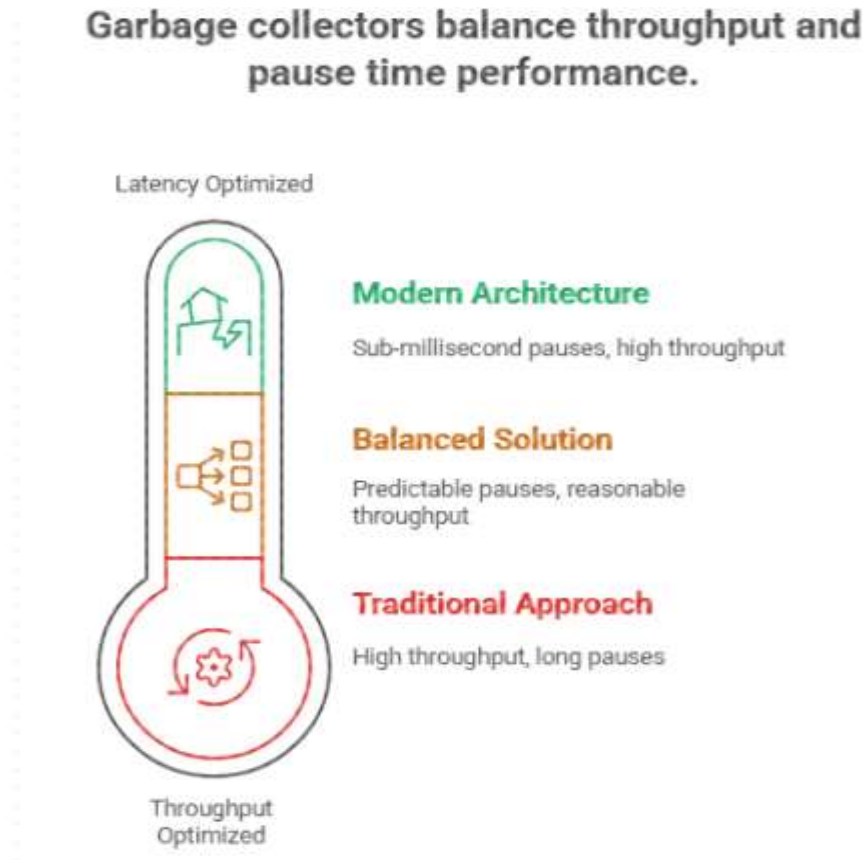 Garbage collectors balance throughput and
pause time performance.
Latency Optimized
Modern Architecture
Sub-millisecond pauses, high throughput
Balanced Solution
Predictable pauses, reasonable
throughput
Traditional Approach
High throughput, long pauses
Throughput
Optimized